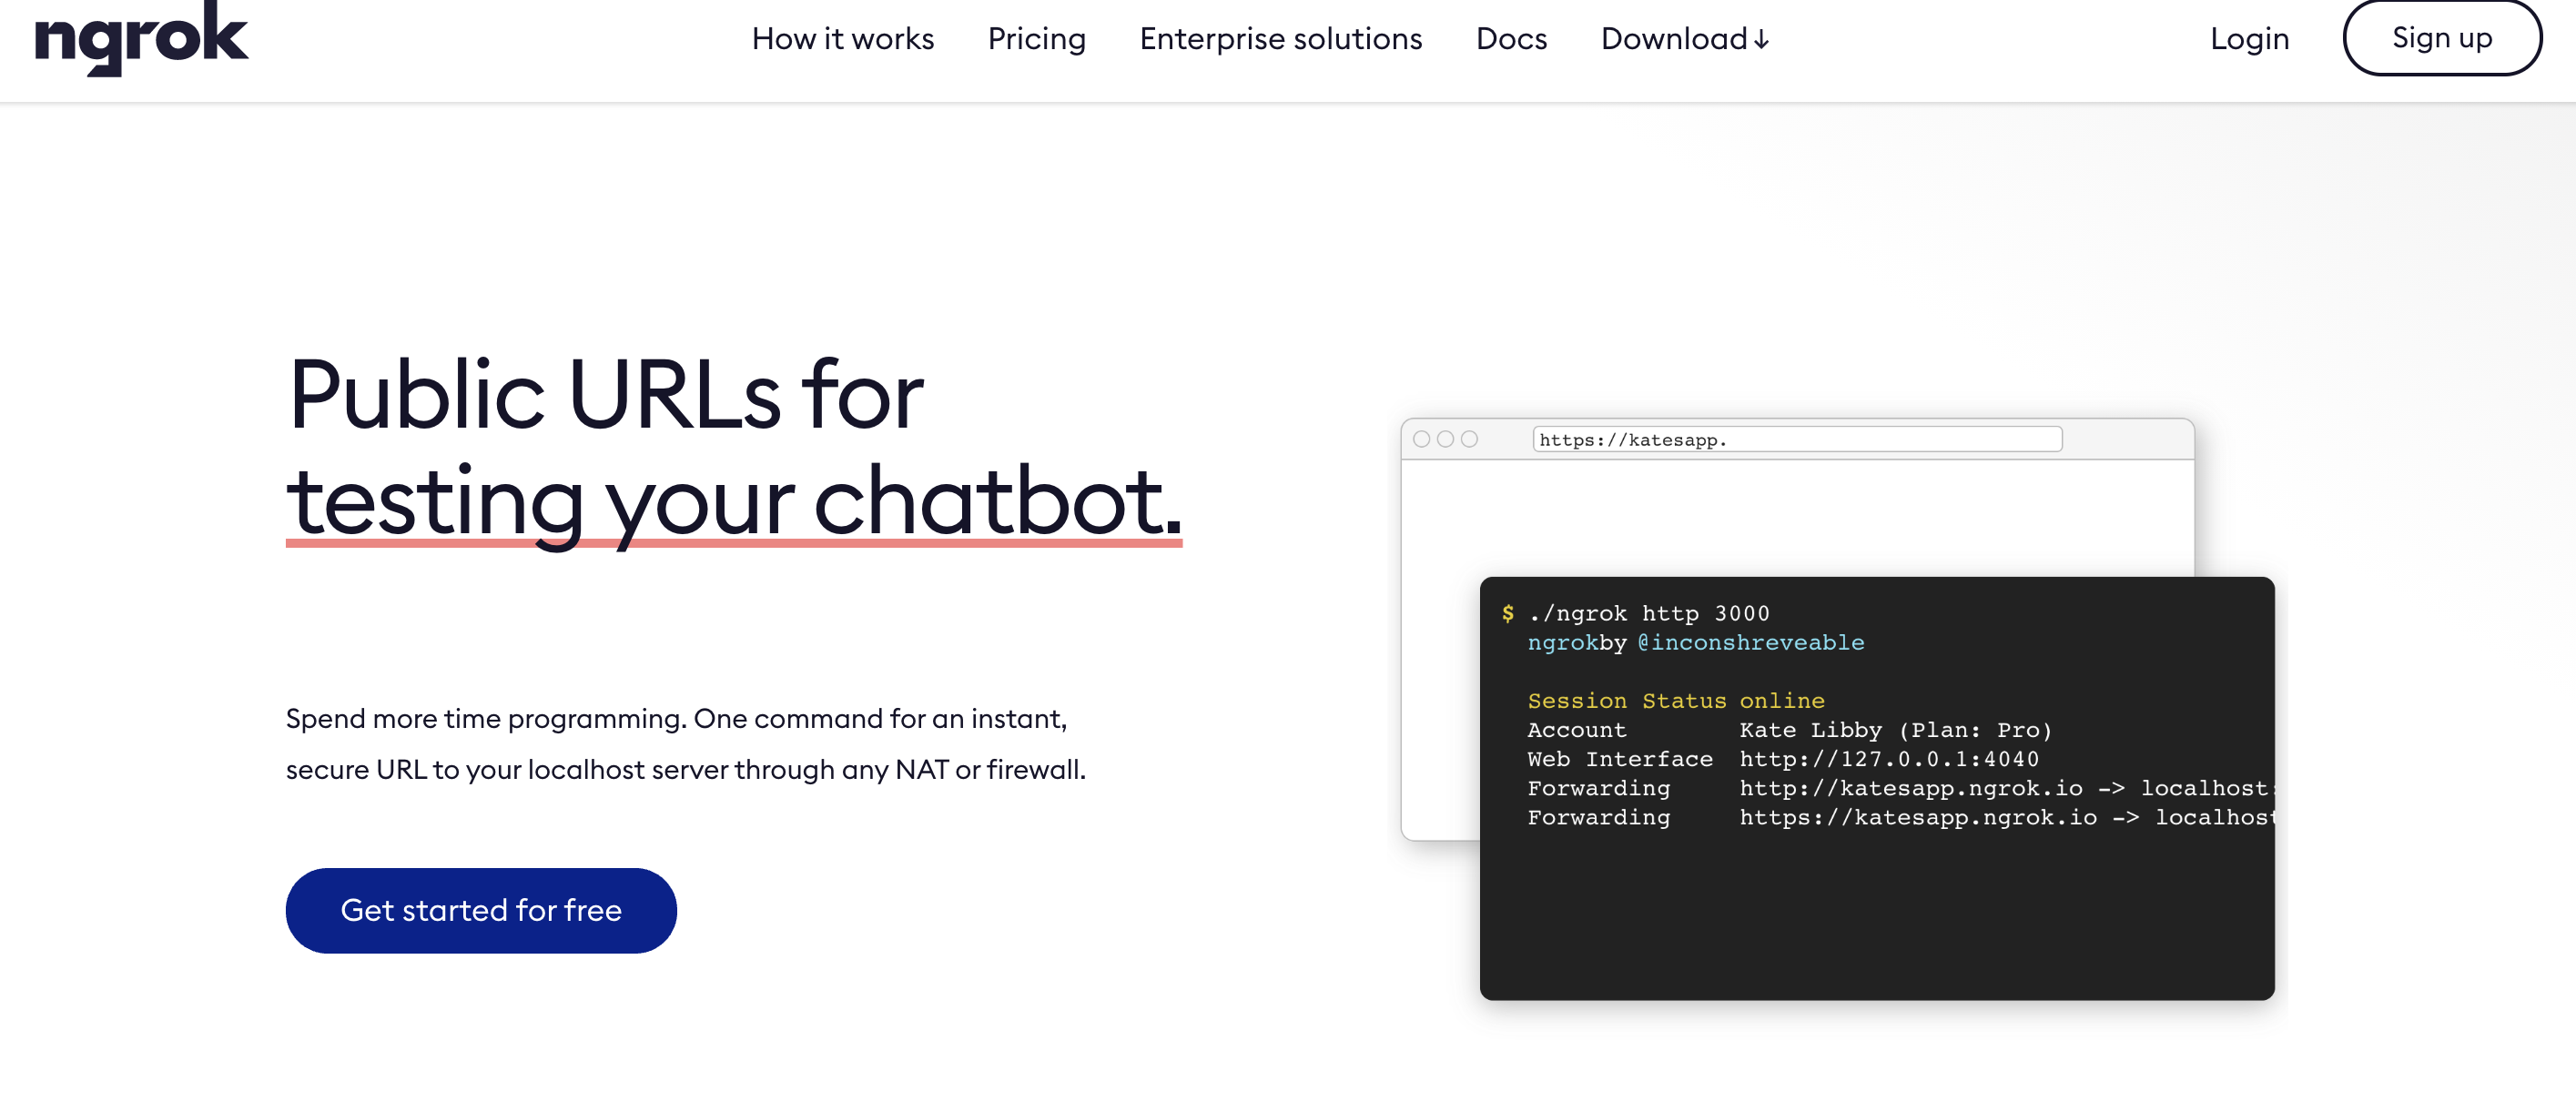 ngrok
How it works Pricing Enterprise solutions Docs Download↓
Login Sign up
Public URLs for
testing your chatbot.
Spend more time programming. One command for an instant,
secure URL to your localhost server through any NAT or firewall.
Get started for free
https://katesapp.
$ ./ngrok http 3000
ngrokby @inconshreveable
Session Status online
Account Kate Libby (Plan: Pro)
Web Interface http://127.0.0.1:4040
Forwarding http://katesapp.ngrok.io -> localhost:
Forwarding https://katesapp.ngrok.io -> localhost